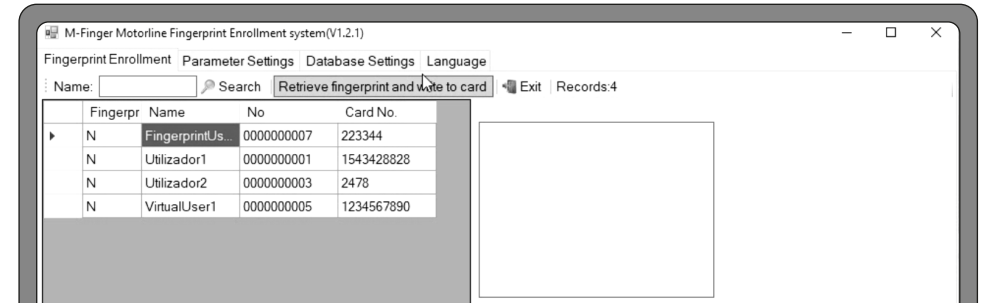 M-Finger Motorline Fingerprint Enrollment system(V1.2.1)
Fingerprint Enrollment Parameter Settings Database Settings Language
Name: Search Retrieve fingerprint and write to card Exit Records:4
Fingerpr Name No Card No.
N FingerprintUs... 0000000007 223344
N Utilizador1 0000000001 1543428828
N Utilizador2 0000000003 2478
N VirtualUser1 0000000005 1234567890